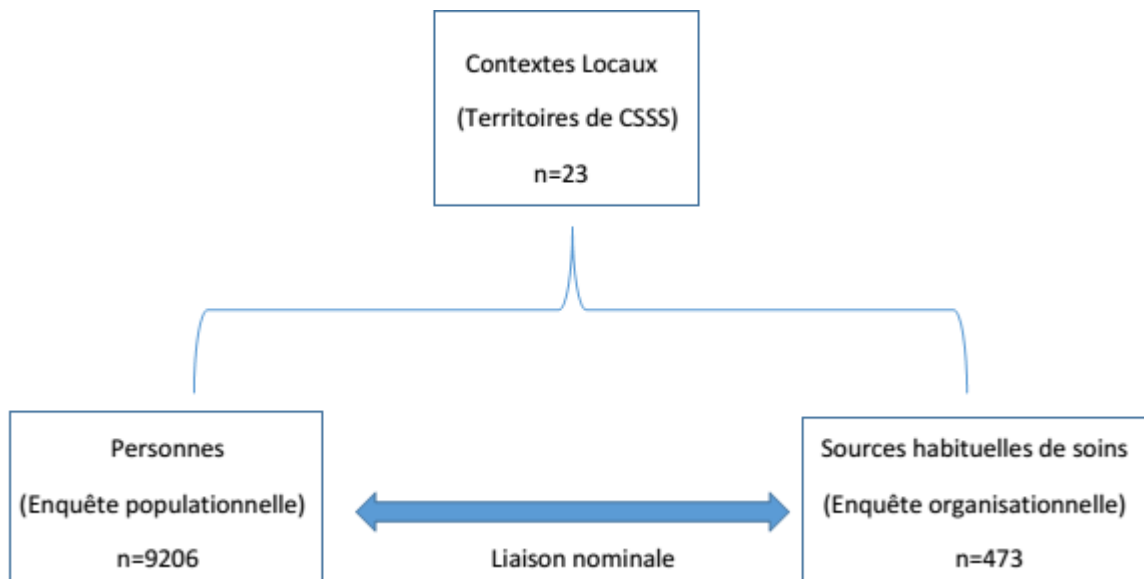 Contextes Locaux
(Territoires de CSSS)
n=23
Personnes
(Enquête populationnelle)
n=9206
Liaison nominale
Sources habituelles de soins
(Enquête organisationnelle)
n=473